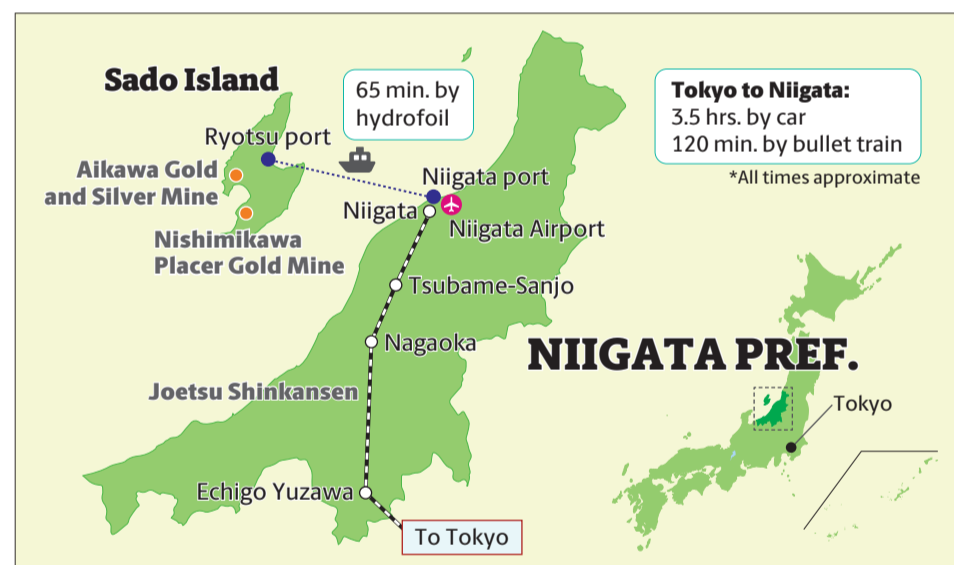 Sado Island
65 min. by
hydrofoil
Tokyo to Niigata:
3.5 hrs. by car
120 min. by bullet train
*All times approximate
Ryotsu port
Aikawa Gold
and Silver Mine
Niigata port
Niigata
Niigata Airport
Nishimikawa
Placer Gold Mine
Tsubame-Sanjo
Nagaoka
NIIGATA PREF.
Joetsu Shinkansen
Tokyo
Echigo Yuzawa
To Tokyo